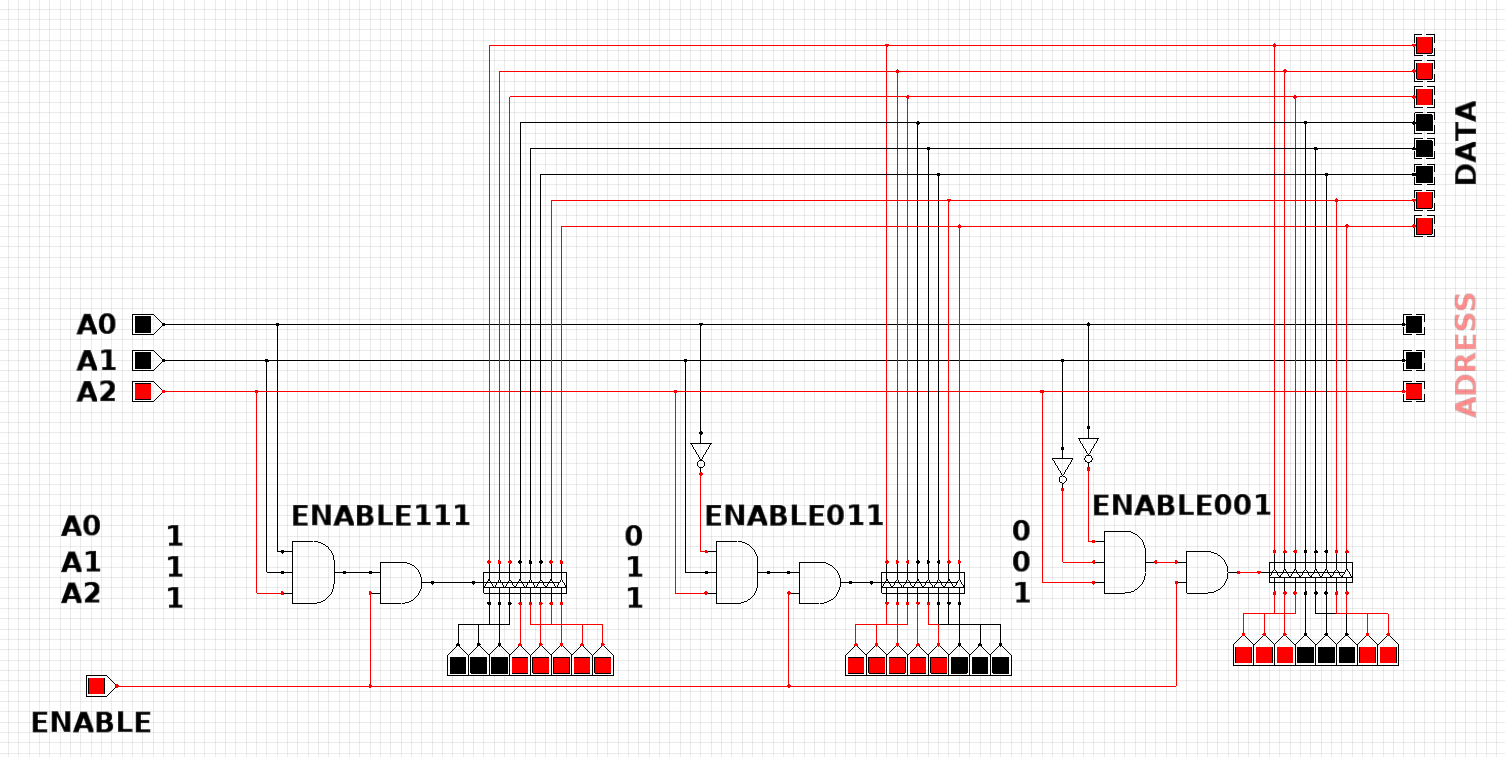 DATA
A0
A1
A2
ADRESS
ENABLE111
ENABLE011
ENABLE001
A0 1 0 0
A1 1 1 0
A2 1 1 1
ENABLE